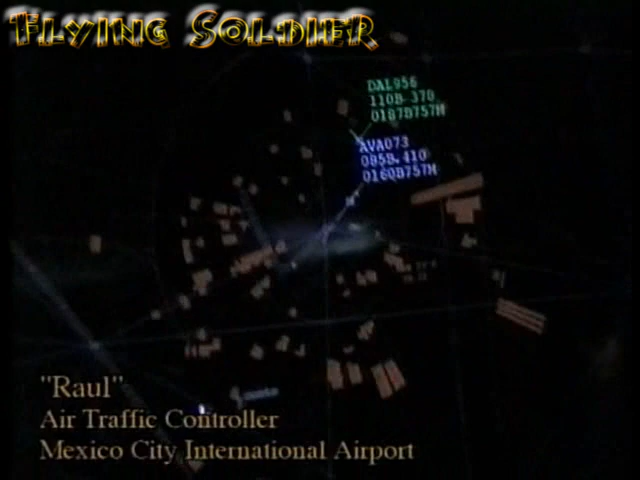 Flying Soldier
DAL956
110B 370
0187B757M
AVA073
085B.410
0160B757M
"Raul"
Air Traffic Controller
Mexico City International Airport